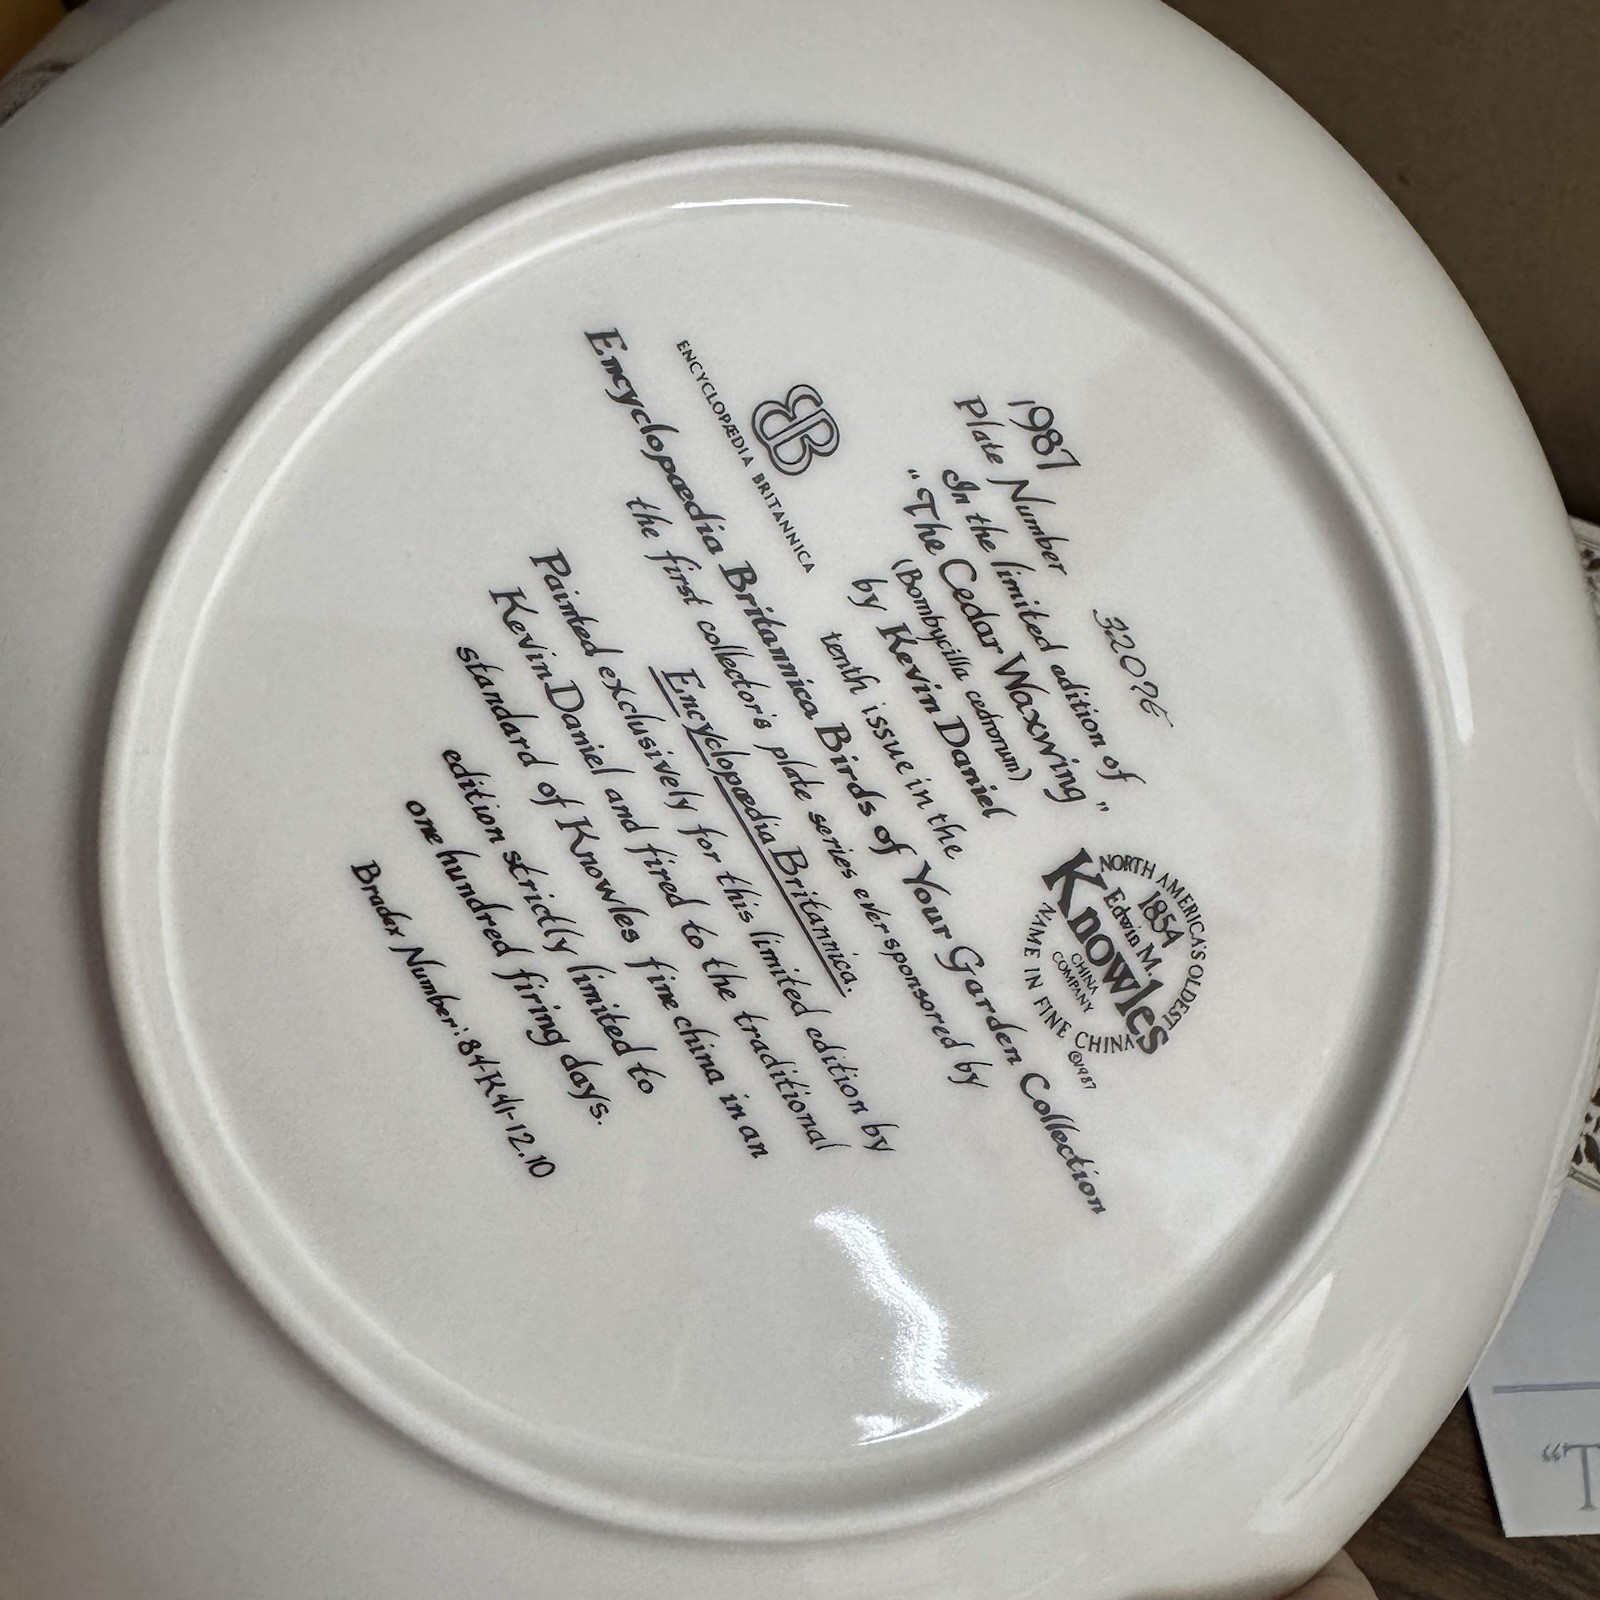 1987
Plate Number
In the limited edition of
"The Cedar Waxwing"
(Bombycilla cedrorum)
by Kevin Daniel
tenth issue in the
Encyclopædia Britannica Birds of Your Garden Collection
the first collector's plate series ever sponsored by
Encyclopædia Britannica.
Painted exclusively for this limited edition by
Kevin Daniel and fired to the traditional
standard of Knowles fine china in an
edition strictly limited to
one hundred firing days.
Bradex Number: 84-K41-12.10
BB
ENCYCLOPÆDIA BRITANNICA
NORTH AMERICA'S OLDEST
1854
Edwin M.
Knowles
CHINA
COMPANY
NAME IN FINE CHINA
©1987
"T